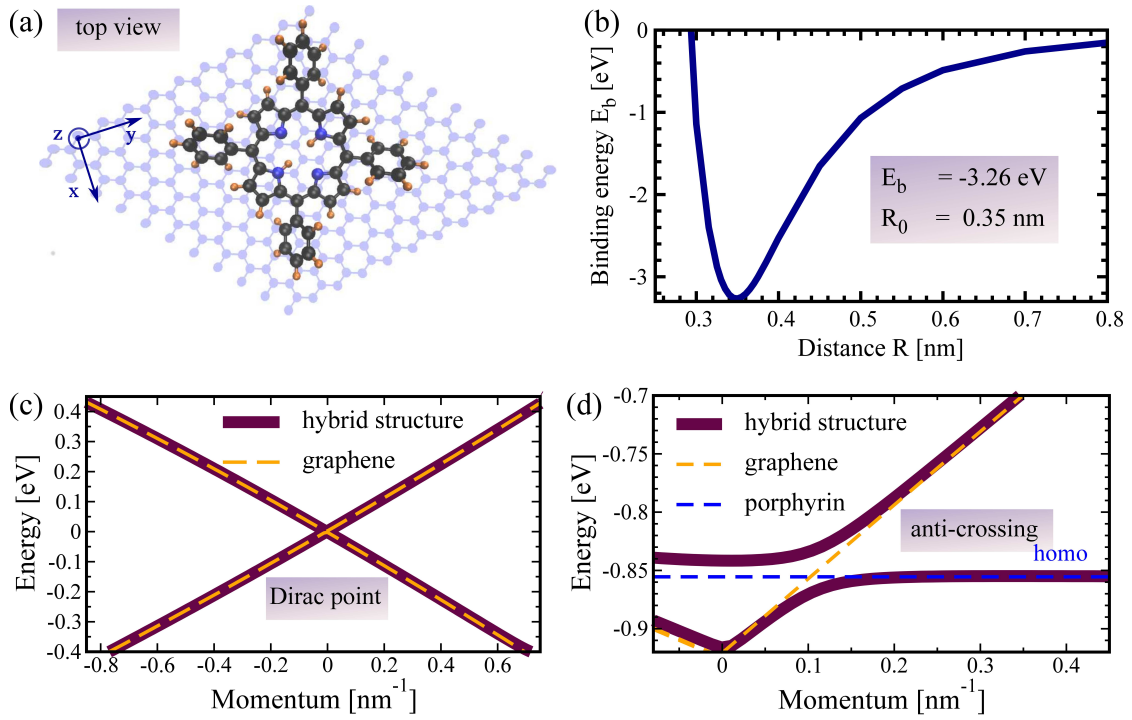 (a)
top view
z
y
x
(b)
0
-1
-2
-3
Binding energy E_b [eV]
E_b = -3.26 eV
R_0 = 0.35 nm
0.3 0.4 0.5 0.6 0.7 0.8
Distance R [nm]
(c)
0.4
0.3
0.2
0.1
0
-0.1
-0.2
-0.3
-0.4
Energy [eV]
hybrid structure
graphene
Dirac point
-0.8 -0.6 -0.4 -0.2 0 0.2 0.4 0.6
Momentum [nm⁻¹]
(d)
-0.7
-0.75
-0.8
-0.85
-0.9
Energy [eV]
hybrid structure
graphene
porphyrin
anti-crossing
homo
0 0.1 0.2 0.3 0.4
Momentum [nm⁻¹]